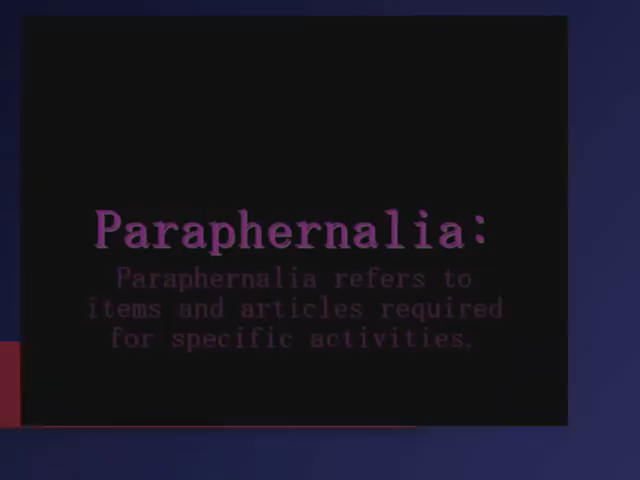 Paraphernalia:
Paraphernalia refers to
items and articles required
for specific activities.